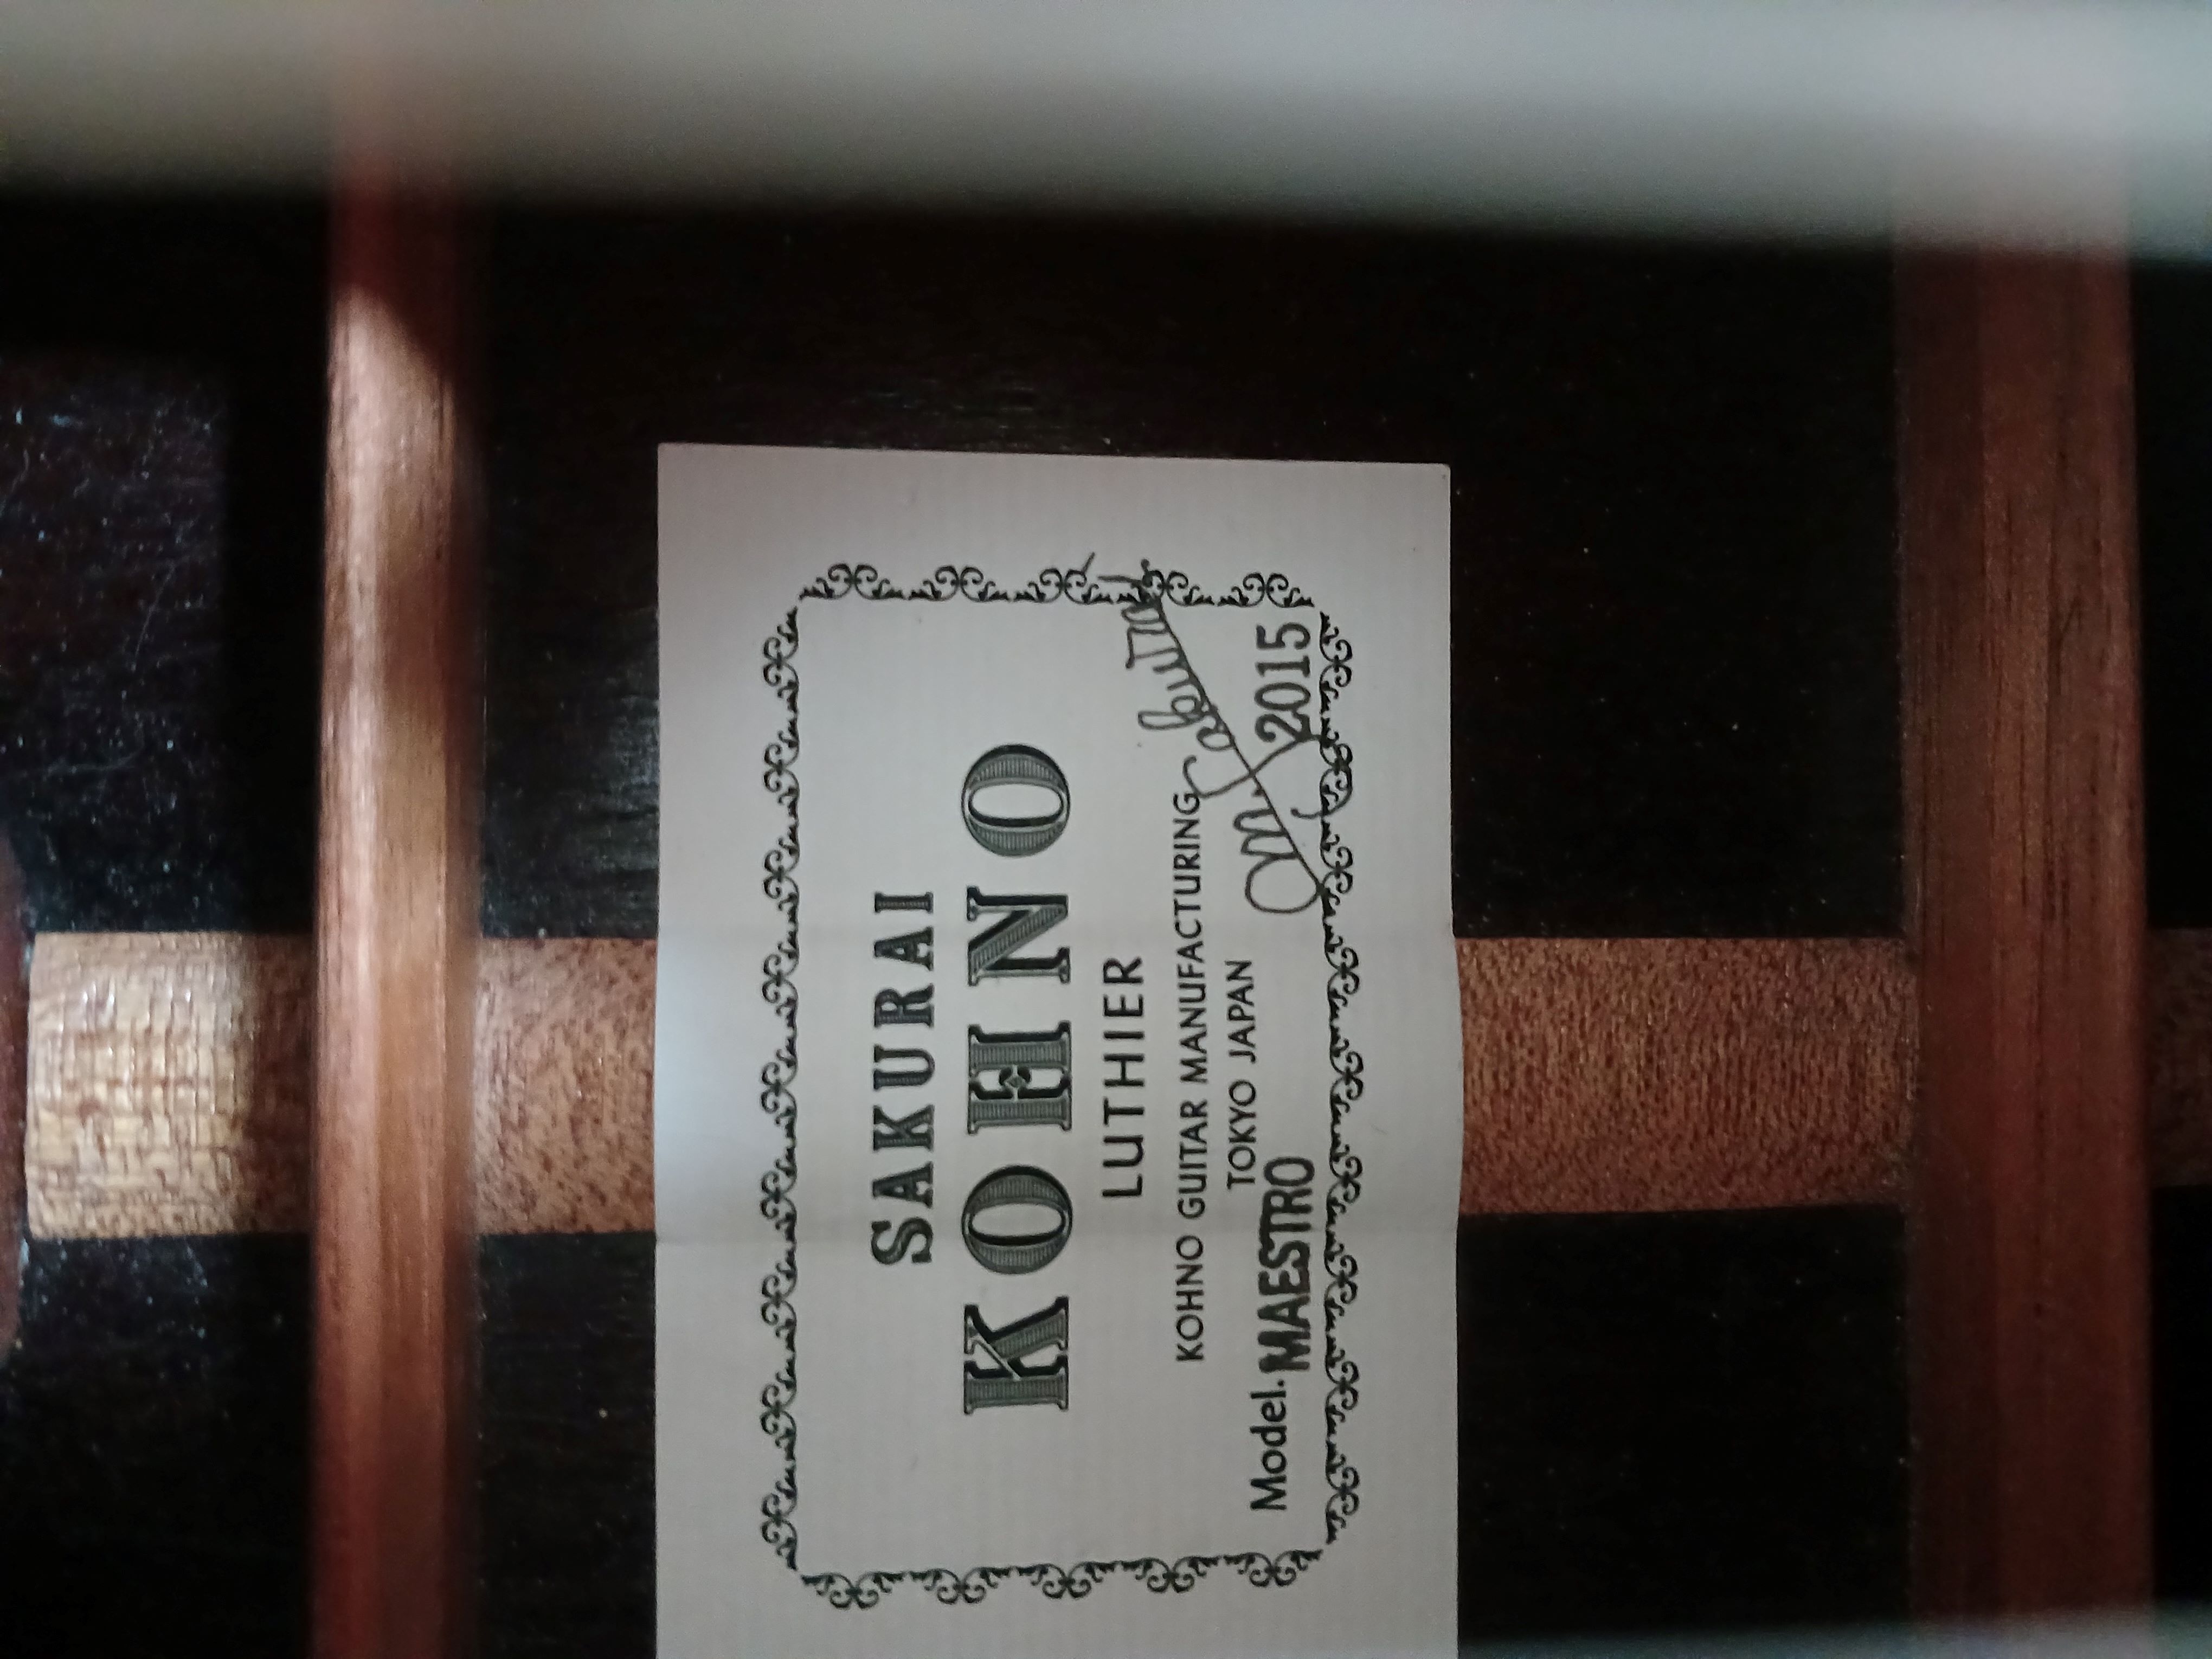 SAKURAI
KOHNO
LUTHIER
KOHNO GUITAR MANUFACTURING
TOKYO JAPAN
Model. MAESTRO 2015